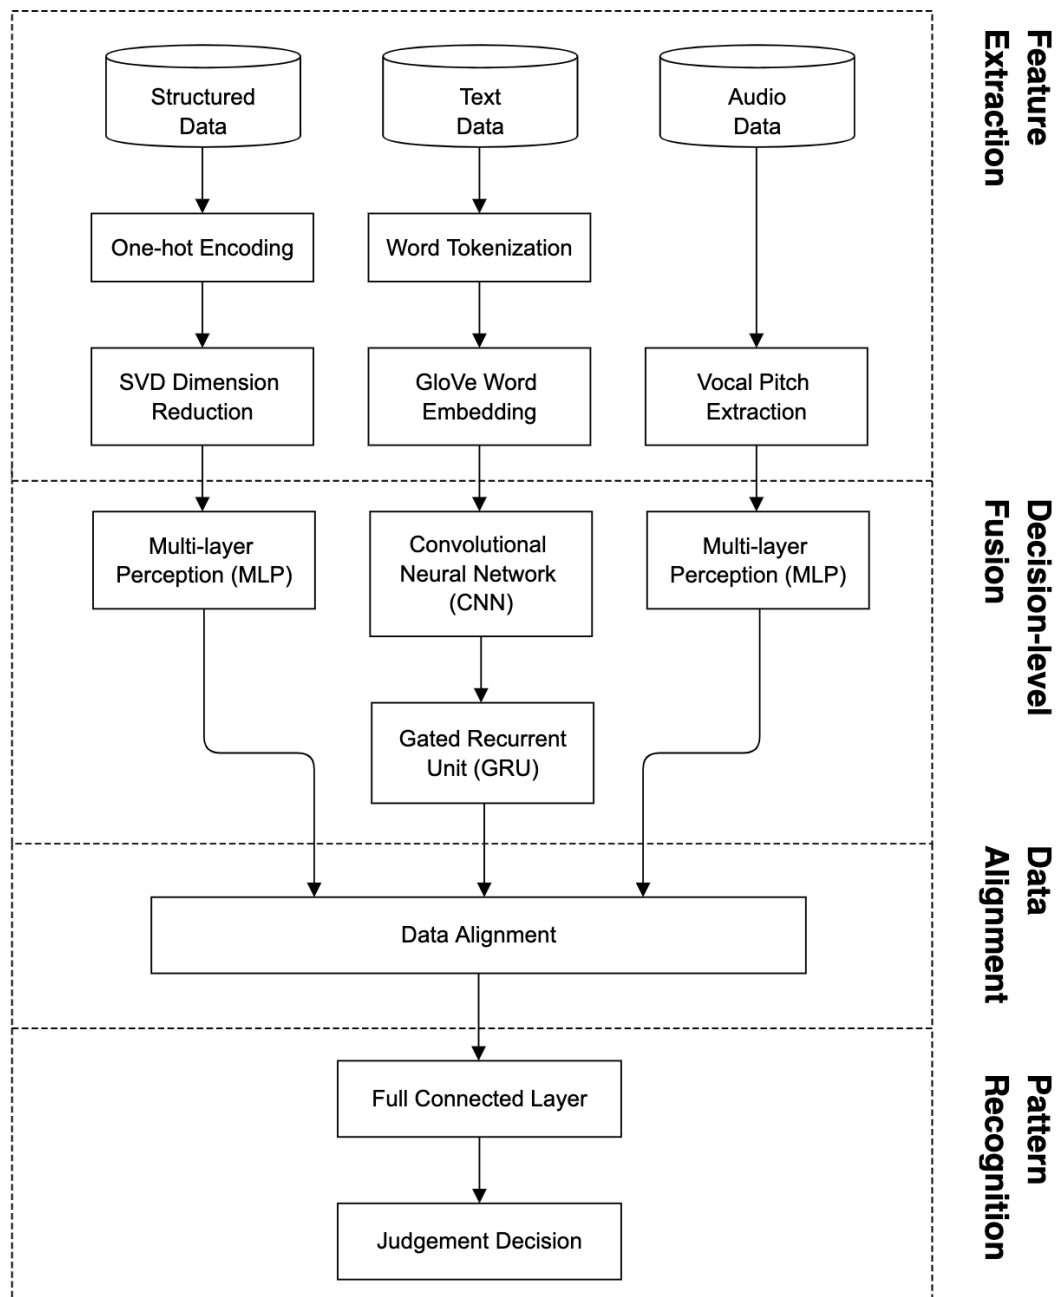 Structured
Data
Text
Data
Audio
Data
One-hot Encoding
Word Tokenization
SVD Dimension
Reduction
GloVe Word
Embedding
Vocal Pitch
Extraction
Feature
Extraction
Multi-layer
Perception (MLP)
Convolutional
Neural Network
(CNN)
Multi-layer
Perception (MLP)
Gated Recurrent
Unit (GRU)
Decision-level
Fusion
Data Alignment
Data
Alignment
Full Connected Layer
Judgement Decision
Pattern
Recognition